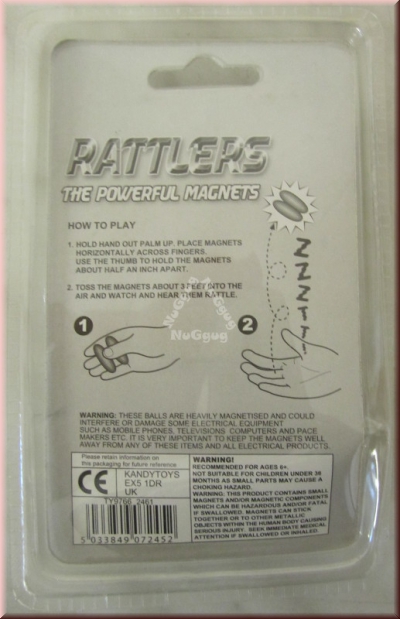 RATTLERS
THE POWERFUL MAGNETS
HOW TO PLAY
1. HOLD HAND OUT PALM UP. PLACE MAGNETS
HORIZONTALLY ACROSS FINGERS.
USE THE THUMB TO HOLD THE MAGNETS
ABOUT HALF AN INCH APART.
2. TOSS THE MAGNETS ABOUT 3 FEET INTO THE
AIR AND WATCH AND HEAR THEM RATTLE.
NuGgug
NuGgug
NuGgug
1
2
ZZZTT
WARNING: THESE BALLS ARE HEAVILY MAGNETISED AND COULD
INTERFERE OR DAMAGE SOME ELECTRICAL EQUIPMENT
SUCH AS MOBILE PHONES, TELEVISIONS, COMPUTERS AND PACE
MAKERS ETC. IT IS VERY IMPORTANT TO KEEP THE MAGNETS WELL
AWAY FROM ANY OF THESE ITEMS AND ALL ELECTRICAL PRODUCTS.
Please retain information on
this packaging for future reference.
CE
KANDYTOYS
EX5 1DR
UK
TY9766 2461
5 033849 072452
WARNING!
RECOMMENDED FOR AGES 8+.
NOT SUITABLE FOR CHILDREN UNDER 36
MONTHS AS SMALL PARTS MAY CAUSE A
CHOKING HAZARD.
WARNING: THIS PRODUCT CONTAINS SMALL
MAGNETS AND/OR MAGNETIC COMPONENTS
WHICH CAN BE HAZARDOUS AND/OR FATAL
IF SWALLOWED. MAGNETS CAN STICK
TOGETHER OR TO OTHER METALLIC
OBJECTS WITHIN THE HUMAN BODY CAUSING
SERIOUS INJURY. SEEK IMMEDIATE MEDICAL
ATTENTION IF SWALLOWED OR INHALED.